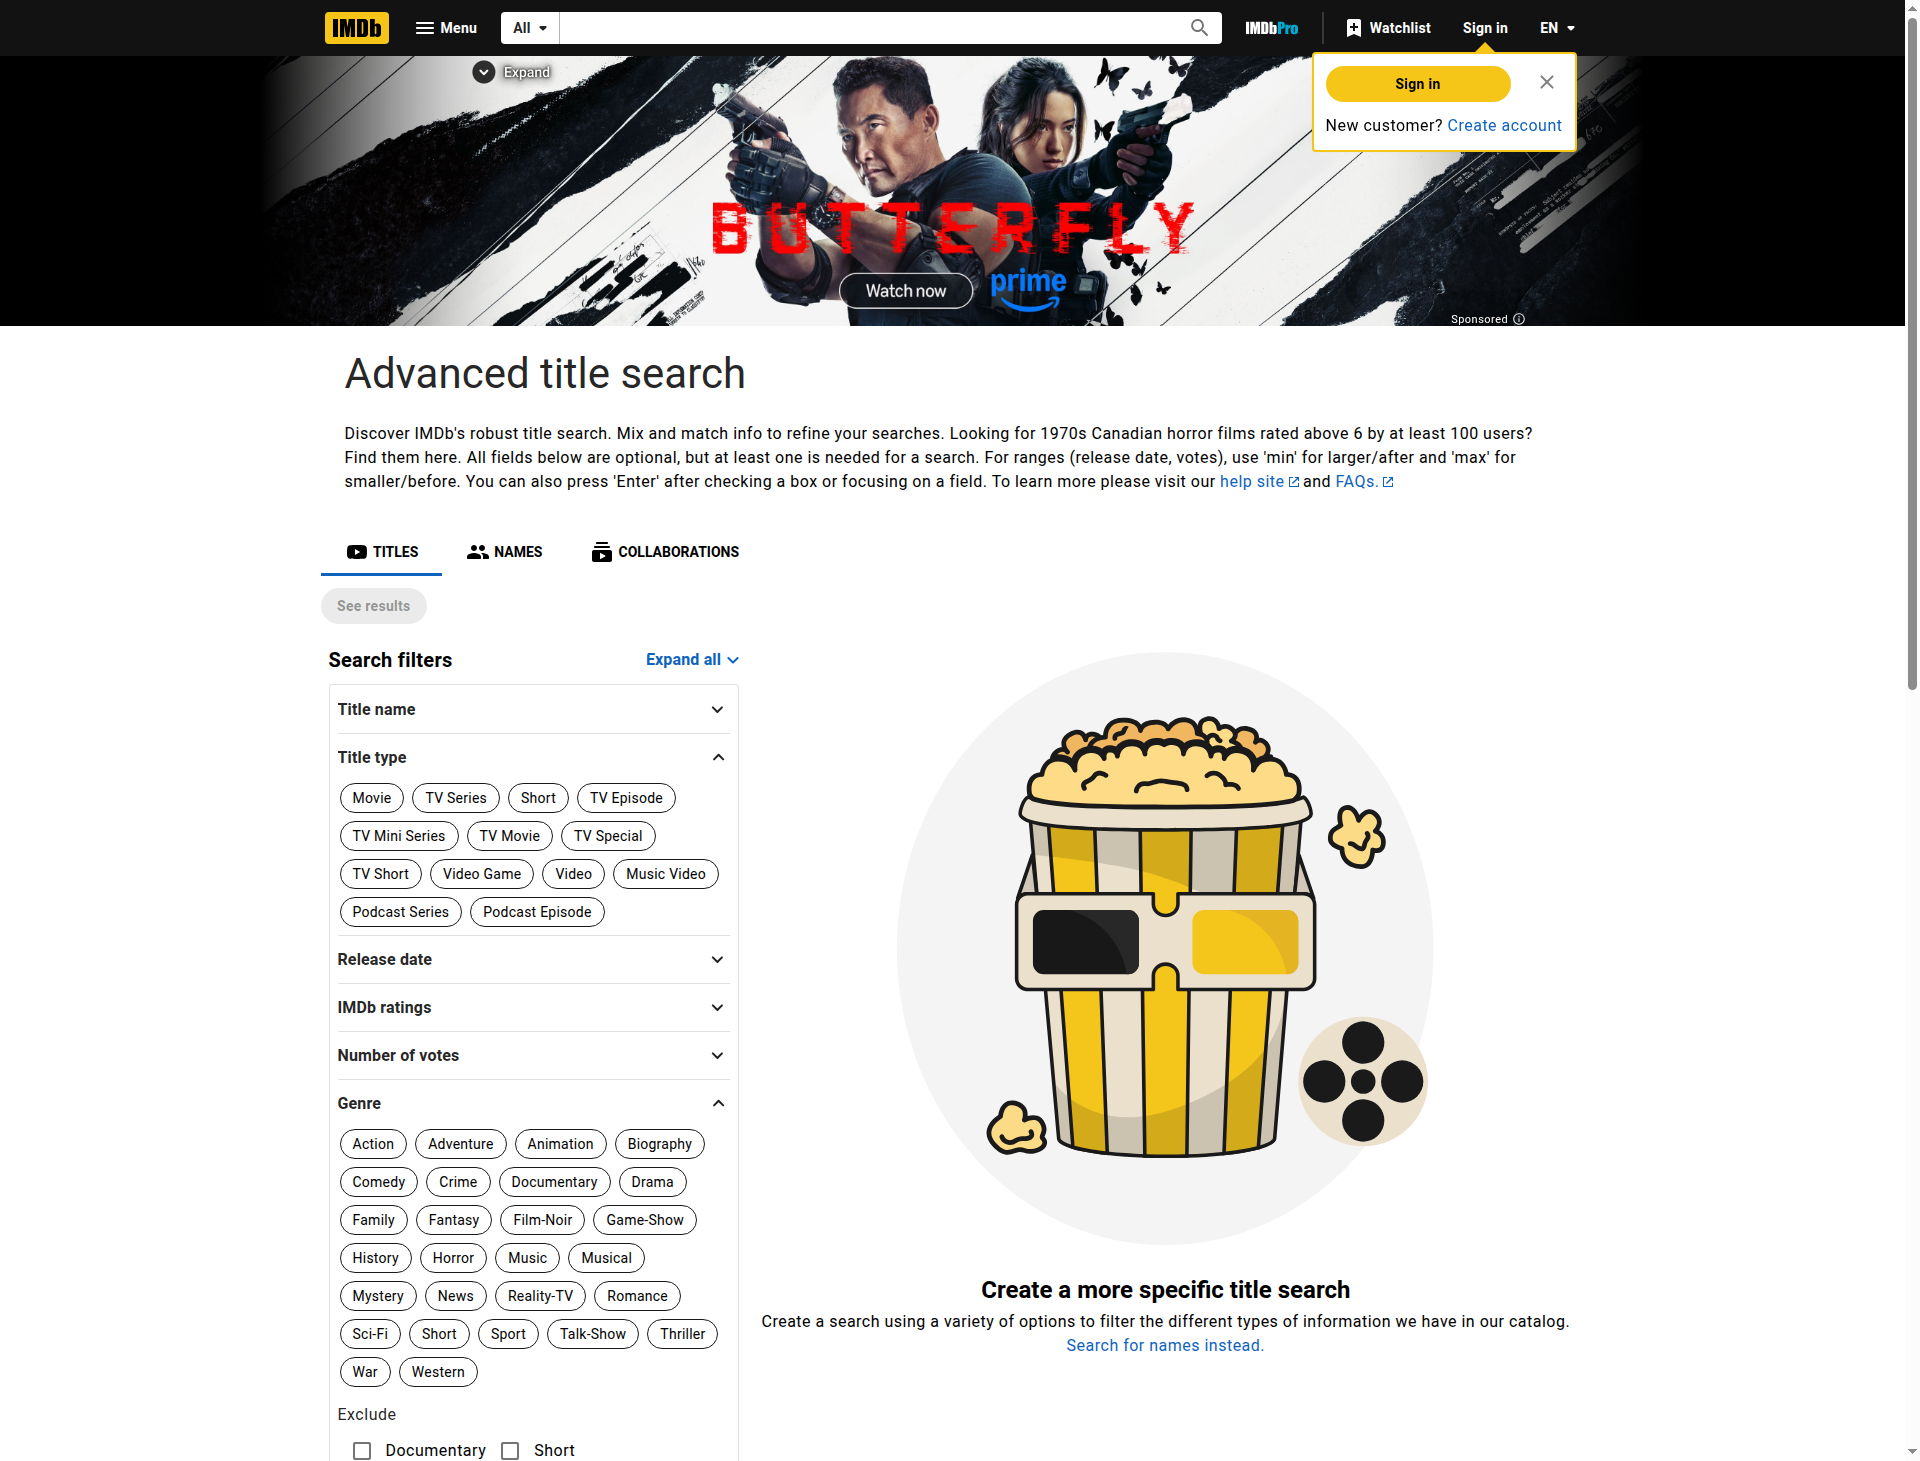 IMDb
Menu
All
IMDbPro
Watchlist
Sign in
EN
Expand
Sign in
New customer? Create account
BUTTERFLY
Watch now
prime
Sponsored
Advanced title search
Discover IMDb's robust title search. Mix and match info to refine your searches. Looking for 1970s Canadian horror films rated above 6 by at least 100 users?
Find them here. All fields below are optional, but at least one is needed for a search. For ranges (release date, votes), use 'min' for larger/after and 'max' for
smaller/before. You can also press 'Enter' after checking a box or focusing on a field. To learn more please visit our help site and FAQs.
TITLES NAMES COLLABORATIONS
See results
Search filters Expand all
Title name
Title type
Movie TV Series Short TV Episode
TV Mini Series TV Movie TV Special
TV Short Video Game Video Music Video
Podcast Series Podcast Episode
Release date
IMDb ratings
Number of votes
Genre
Action Adventure Animation Biography
Comedy Crime Documentary Drama
Family Fantasy Film-Noir Game-Show
History Horror Music Musical
Mystery News Reality-TV Romance
Sci-Fi Short Sport Talk-Show Thriller
War Western
Exclude
Documentary Short
Create a more specific title search
Create a search using a variety of options to filter the different types of information we have in our catalog.
Search for names instead.